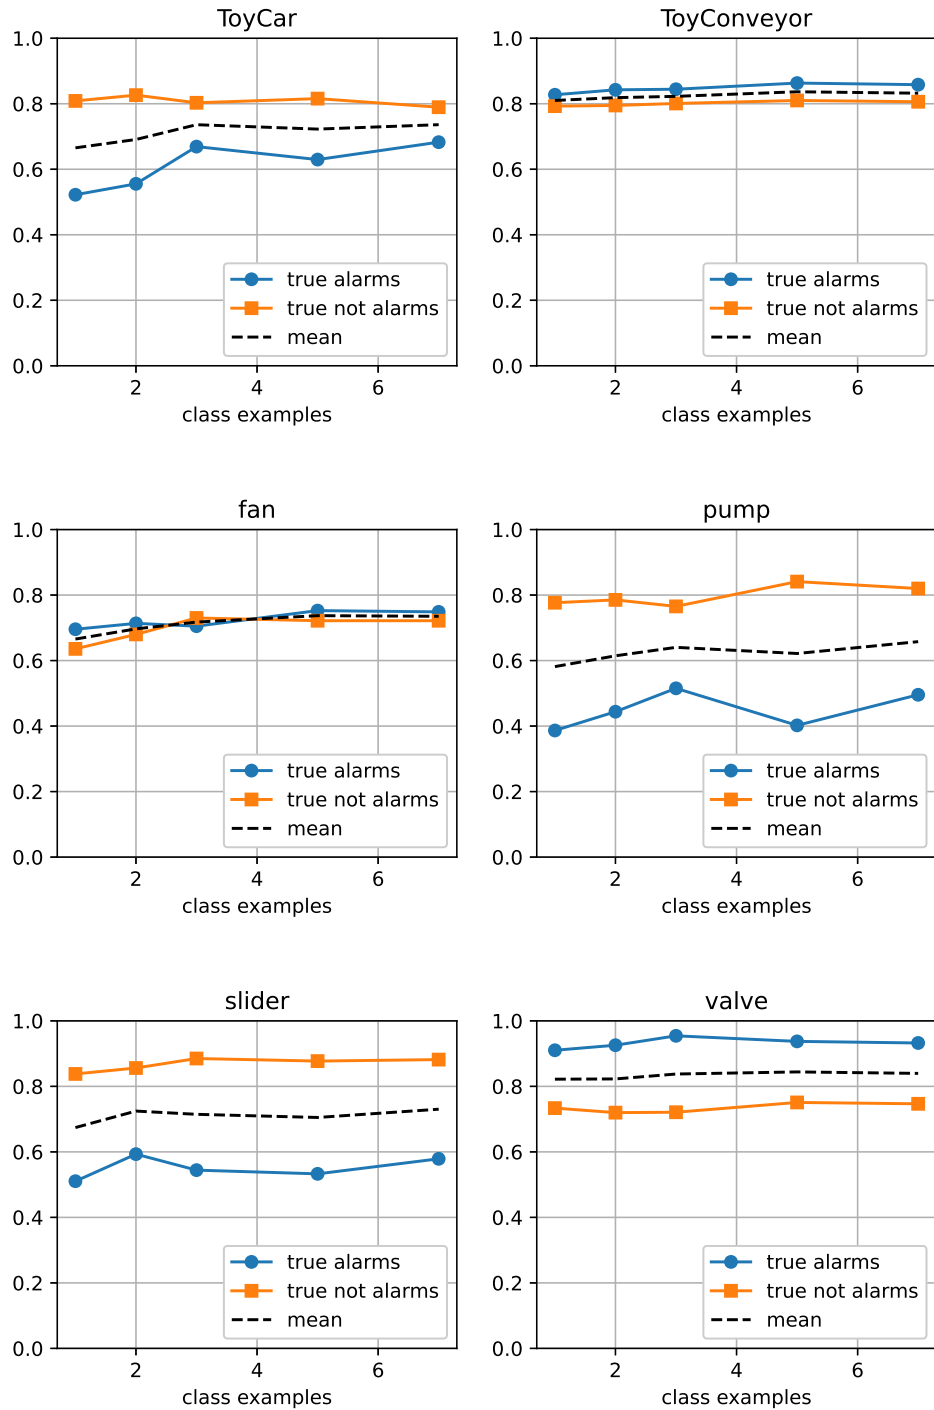 ToyCar
1.0
0.8
0.6
0.4
0.2
0.0
true alarms
true not alarms
mean
2 4 6
class examples
ToyConveyor
1.0
0.8
0.6
0.4
0.2
0.0
true alarms
true not alarms
mean
2 4 6
class examples
fan
1.0
0.8
0.6
0.4
0.2
0.0
true alarms
true not alarms
mean
2 4 6
class examples
pump
1.0
0.8
0.6
0.4
0.2
0.0
true alarms
true not alarms
mean
2 4 6
class examples
slider
1.0
0.8
0.6
0.4
0.2
0.0
true alarms
true not alarms
mean
2 4 6
class examples
valve
1.0
0.8
0.6
0.4
0.2
0.0
true alarms
true not alarms
mean
2 4 6
class examples